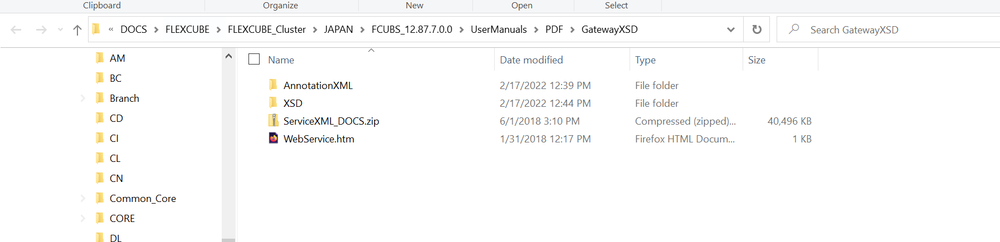 Clipboard Organize New Open Select
« DOCS > FLEXCUBE > FLEXCUBE_Cluster > JAPAN > FCUBS_12.87.7.0.0 > UserManuals > PDF > GatewayXSD Search GatewayXSD
AM
BC
Branch
CD
CI
CL
CN
Common_Core
CORE
DL
Name Date modified Type Size
AnnotationXML 2/17/2022 12:39 PM File folder
XSD 2/17/2022 12:44 PM File folder
ServiceXML_DOCS.zip 6/1/2018 3:10 PM Compressed (zipped)... 40,496 KB
WebService.htm 1/31/2018 12:17 PM Firefox HTML Docum... 1 KB